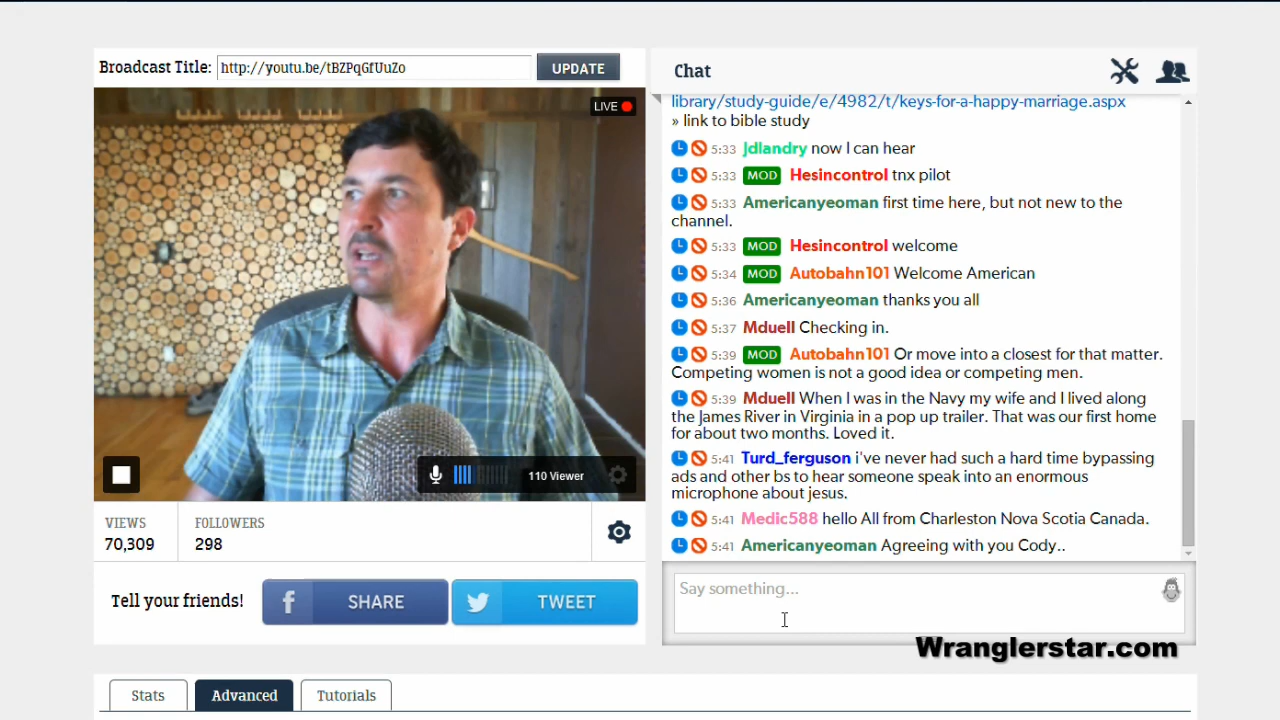 Broadcast Title: http://youtu.be/tBZPqGfUuZo UPDATE
LIVE
110 Viewer
VIEWS
70,309
FOLLOWERS
298
Tell your friends! f SHARE TWEET
Stats Advanced Tutorials
Chat
library/study-guide/e/4982/t/keys-for-a-happy-marriage.aspx
» link to bible study
5:33 Jdlandry now I can hear
5:33 MOD Hesincontrol tnx pilot
5:33 Americanyeoman first time here, but not new to the
channel.
5:33 MOD Hesincontrol welcome
5:34 MOD Autobahn101 Welcome American
5:36 Americanyeoman thanks you all
5:37 Mduell Checking in.
5:39 MOD Autobahn101 Or move into a closest for that matter.
Competing women is not a good idea or competing men.
5:39 Mduell When I was in the Navy my wife and I lived along
the James River in Virginia in a pop up trailer. That was our first home
for about two months. Loved it.
5:41 Turd_ferguson i've never had such a hard time bypassing
ads and other bs to hear someone speak into an enormous
microphone about jesus.
5:41 Medic588 hello All from Charleston Nova Scotia Canada.
5:41 Americanyeoman Agreeing with you Cody..
Say something...
Wranglerstar.com